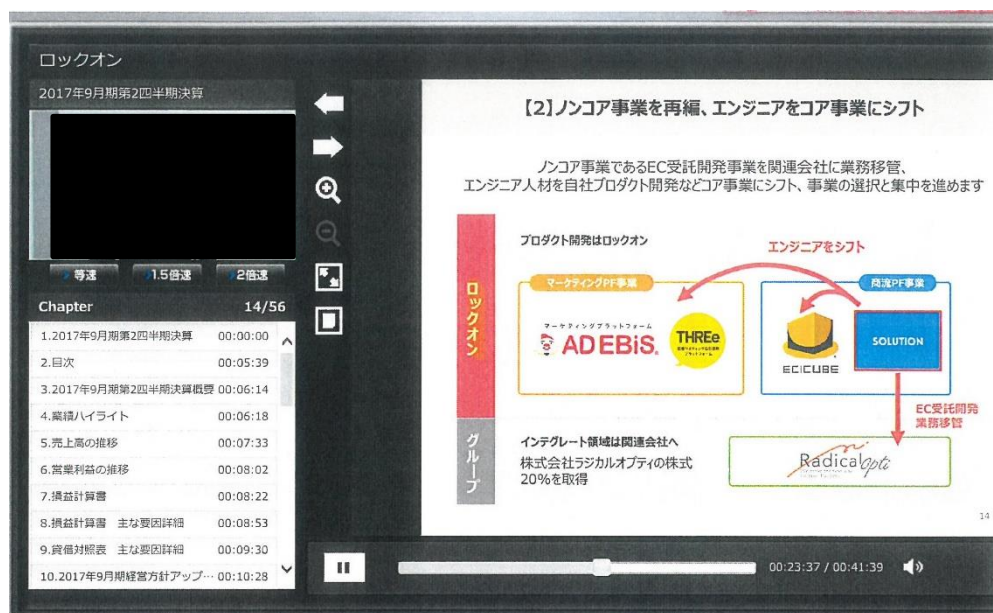 ロックオン
2017年9月期第2四半期決算
等速
1.5倍速
2倍速
Chapter 14/56
1.2017年9月期第2四半期決算 00:00:00
2.目次 00:05:39
3.2017年9月期第2四半期決算概要 00:06:14
4.業績ハイライト 00:06:18
5.売上高の推移 00:07:33
6.営業利益の推移 00:08:02
7.損益計算書 00:08:22
8.損益計算書 主な要因詳細 00:08:53
9.貸借対照表 主な要因詳細 00:09:30
10.2017年9月期経営方針アップ… 00:10:28
【2】ノンコア事業を再編、エンジニアをコア事業にシフト
ノンコア事業であるEC受託開発事業を関連会社に業務移管、
エンジニア人材を自社プロダクト開発などコア事業にシフト、事業の選択と集中を進めます
ロックオン
プロダクト開発はロックオン
エンジニアをシフト
マーケティングPF事業
マーケティングプラットフォーム
AD EBiS.
THREe
商流PF事業
EC|CUBE
SOLUTION
EC受託開発
業務移管
グループ
インテグレート領域は関連会社へ
株式会社ラジカルオプティの株式
20%を取得
Radicalopti
14
00:23:37 / 00:41:39